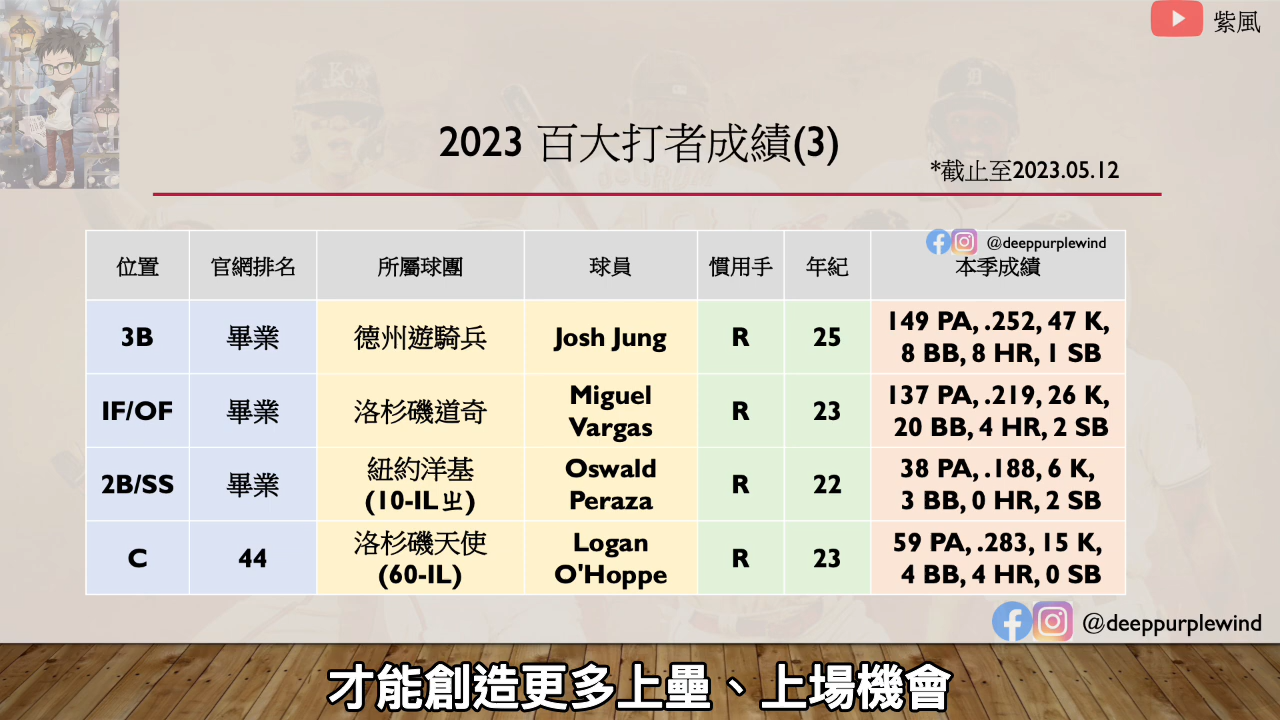 紫風
2023 百大打者成績(3)
*截止至2023.05.12
@deeppurplewind
位置 官網排名 所屬球團 球員 慣用手 年紀 本季成績
3B 畢業 德州遊騎兵 Josh Jung R 25 149 PA, .252, 47 K, 8 BB, 8 HR, 1 SB
IF/OF 畢業 洛杉磯道奇 Miguel Vargas R 23 137 PA, .219, 26 K, 20 BB, 4 HR, 2 SB
2B/SS 畢業 紐約洋基 (10-IL出) Oswald Peraza R 22 38 PA, .188, 6 K, 3 BB, 0 HR, 2 SB
C 44 洛杉磯天使 (60-IL) Logan O'Hoppe R 23 59 PA, .283, 15 K, 4 BB, 4 HR, 0 SB
@deeppurplewind
才能創造更多上壘、上場機會